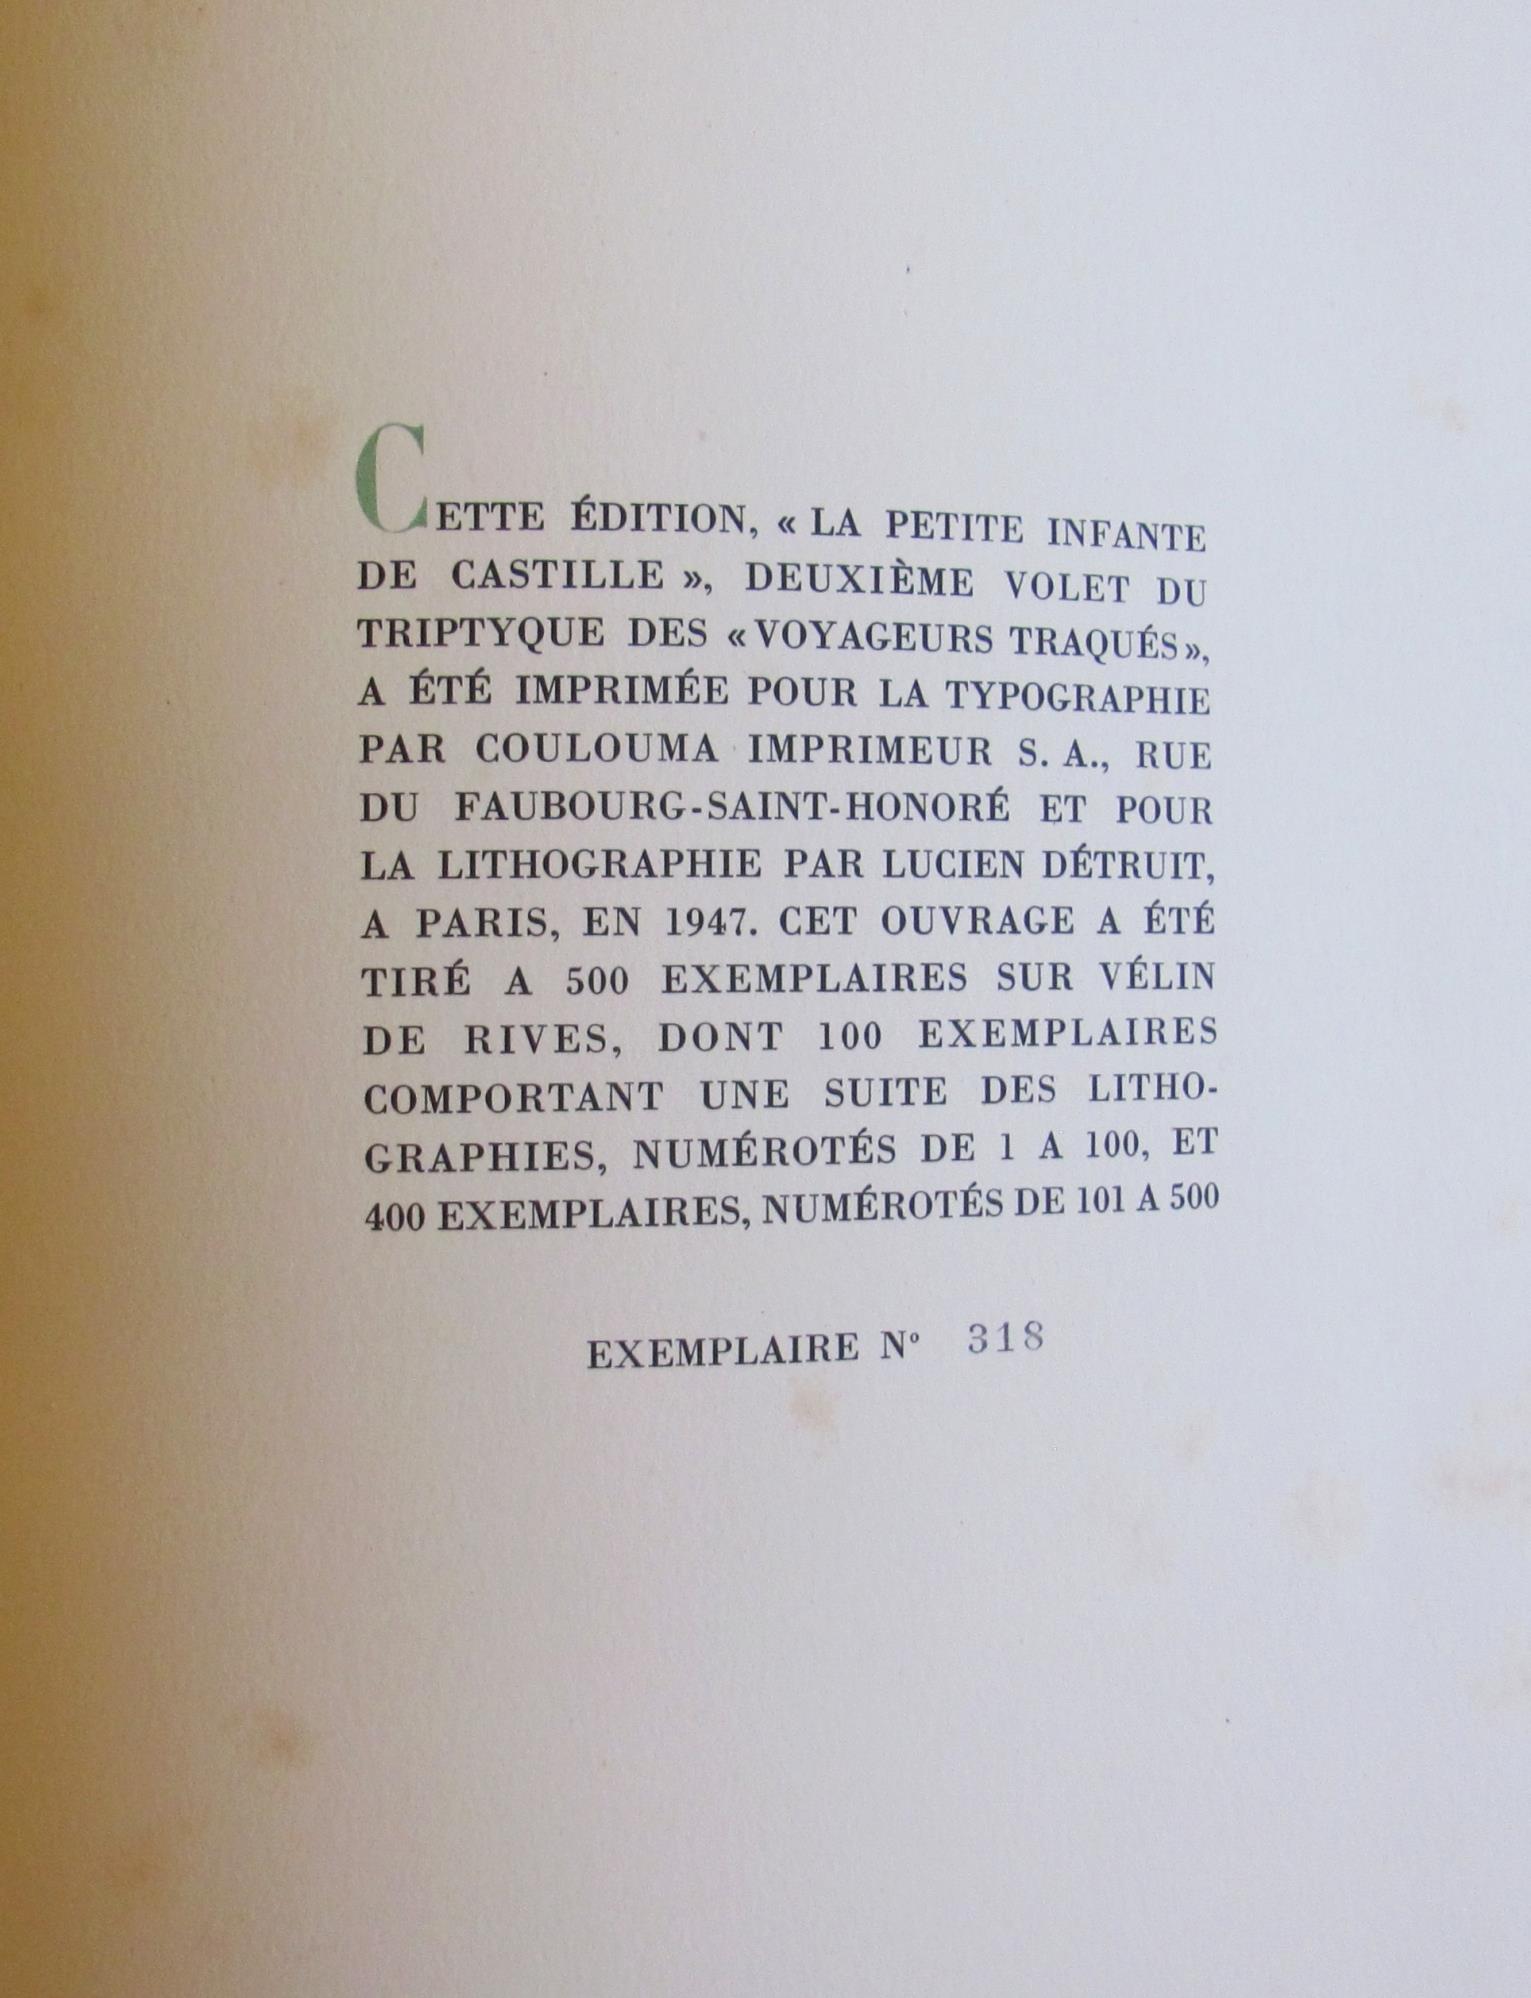 CETTE ÉDITION, « LA PETITE INFANTE
DE CASTILLE », DEUXIÈME VOLET DU
TRIPTYQUE DES « VOYAGEURS TRAQUÉS »,
A ÉTÉ IMPRIMÉE POUR LA TYPOGRAPHIE
PAR COULOUMA IMPRIMEUR S. A., RUE
DU FAUBOURG-SAINT-HONORÉ ET POUR
LA LITHOGRAPHIE PAR LUCIEN DÉTRUIT,
A PARIS, EN 1947. CET OUVRAGE A ÉTÉ
TIRÉ A 500 EXEMPLAIRES SUR VÉLIN
DE RIVES, DONT 100 EXEMPLAIRES
COMPORTANT UNE SUITE DES LITHO-
GRAPHIES, NUMÉROTÉS DE 1 A 100, ET
400 EXEMPLAIRES, NUMÉROTÉS DE 101 A 500
EXEMPLAIRE Nº 318